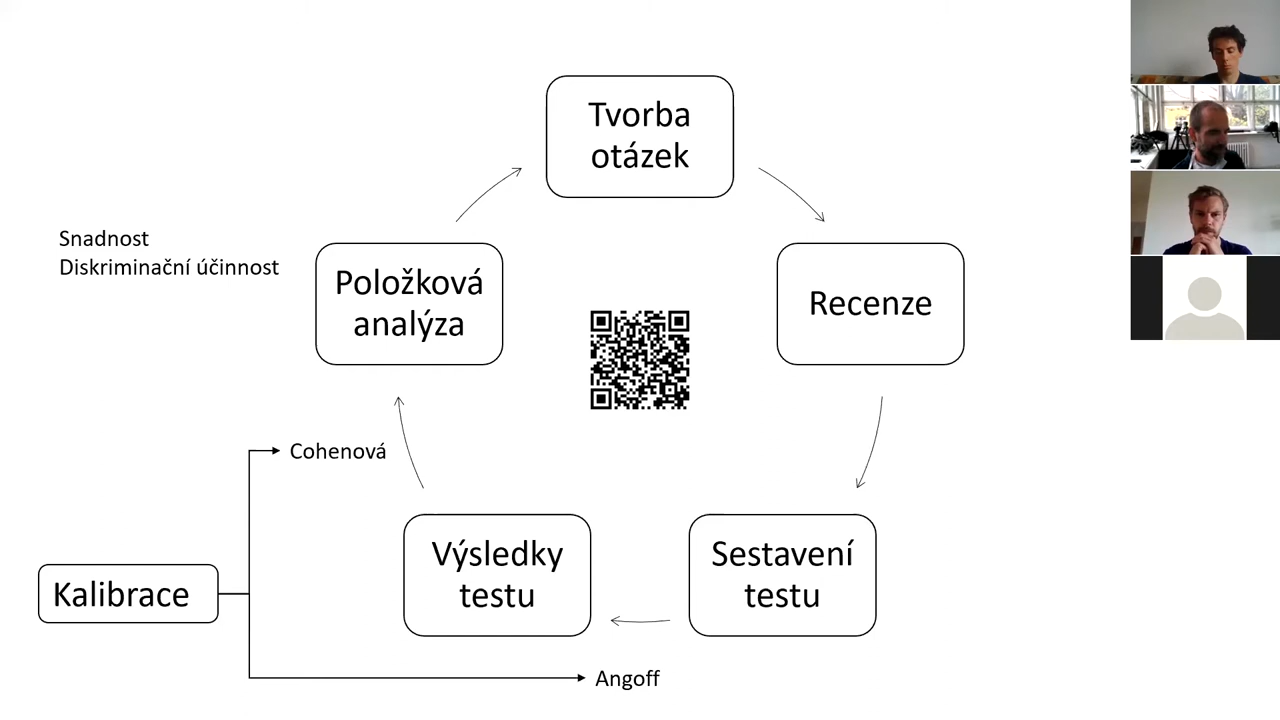 Tvorba
otázek
Snadnost
Diskriminační účinnost
Položková
analýza
Recenze
Cohenová
Výsledky
testu
Sestavení
testu
Kalibrace
Angoff